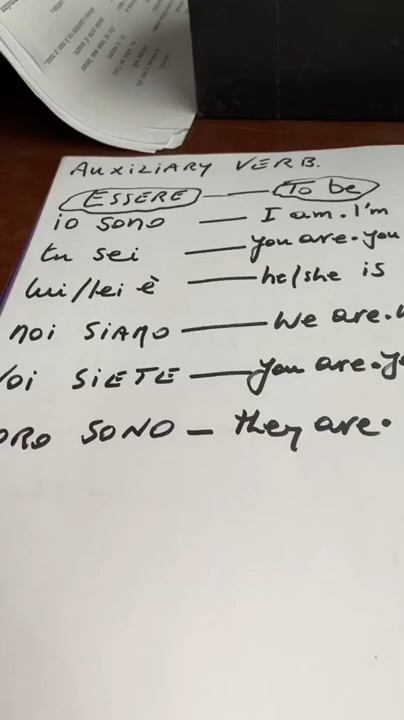 AUXILIARY VERB.
ESSERE — To be
io sono — I am. I'm
tu sei — you are. you
lui/lei è — he/she is
noi SIAMO — We are.
SIETE — you are.
SONO — they are.